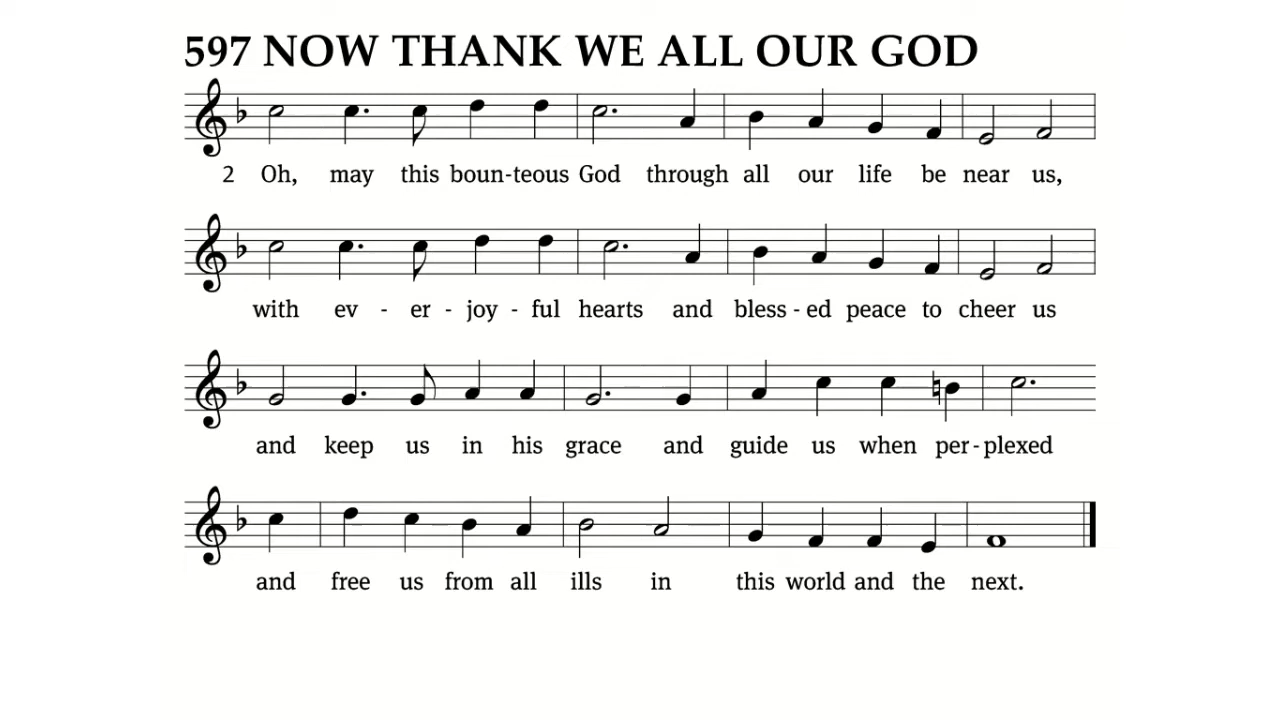 597 NOW THANK WE ALL OUR GOD
2 Oh, may this boun-teous God through all our life be near us,
with ev - er - joy - ful hearts and bless - ed peace to cheer us
and keep us in his grace and guide us when per - plexed
and free us from all ills in this world and the next.